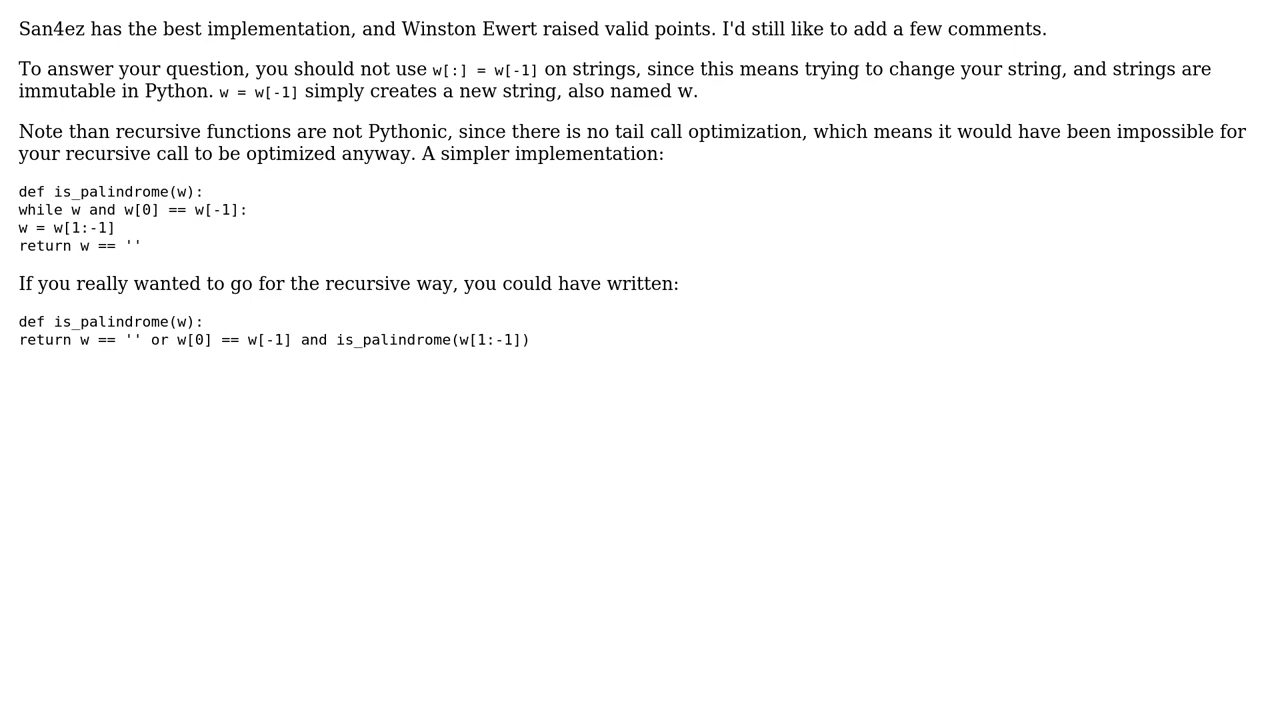 San4ez has the best implementation, and Winston Ewert raised valid points. I'd still like to add a few comments.
To answer your question, you should not use w[:] = w[-1] on strings, since this means trying to change your string, and strings are
immutable in Python. w = w[-1] simply creates a new string, also named w.
Note than recursive functions are not Pythonic, since there is no tail call optimization, which means it would have been impossible for
your recursive call to be optimized anyway. A simpler implementation:
def is_palindrome(w):
while w and w[0] == w[-1]:
w = w[1:-1]
return w == ''
If you really wanted to go for the recursive way, you could have written:
def is_palindrome(w):
return w == '' or w[0] == w[-1] and is_palindrome(w[1:-1])